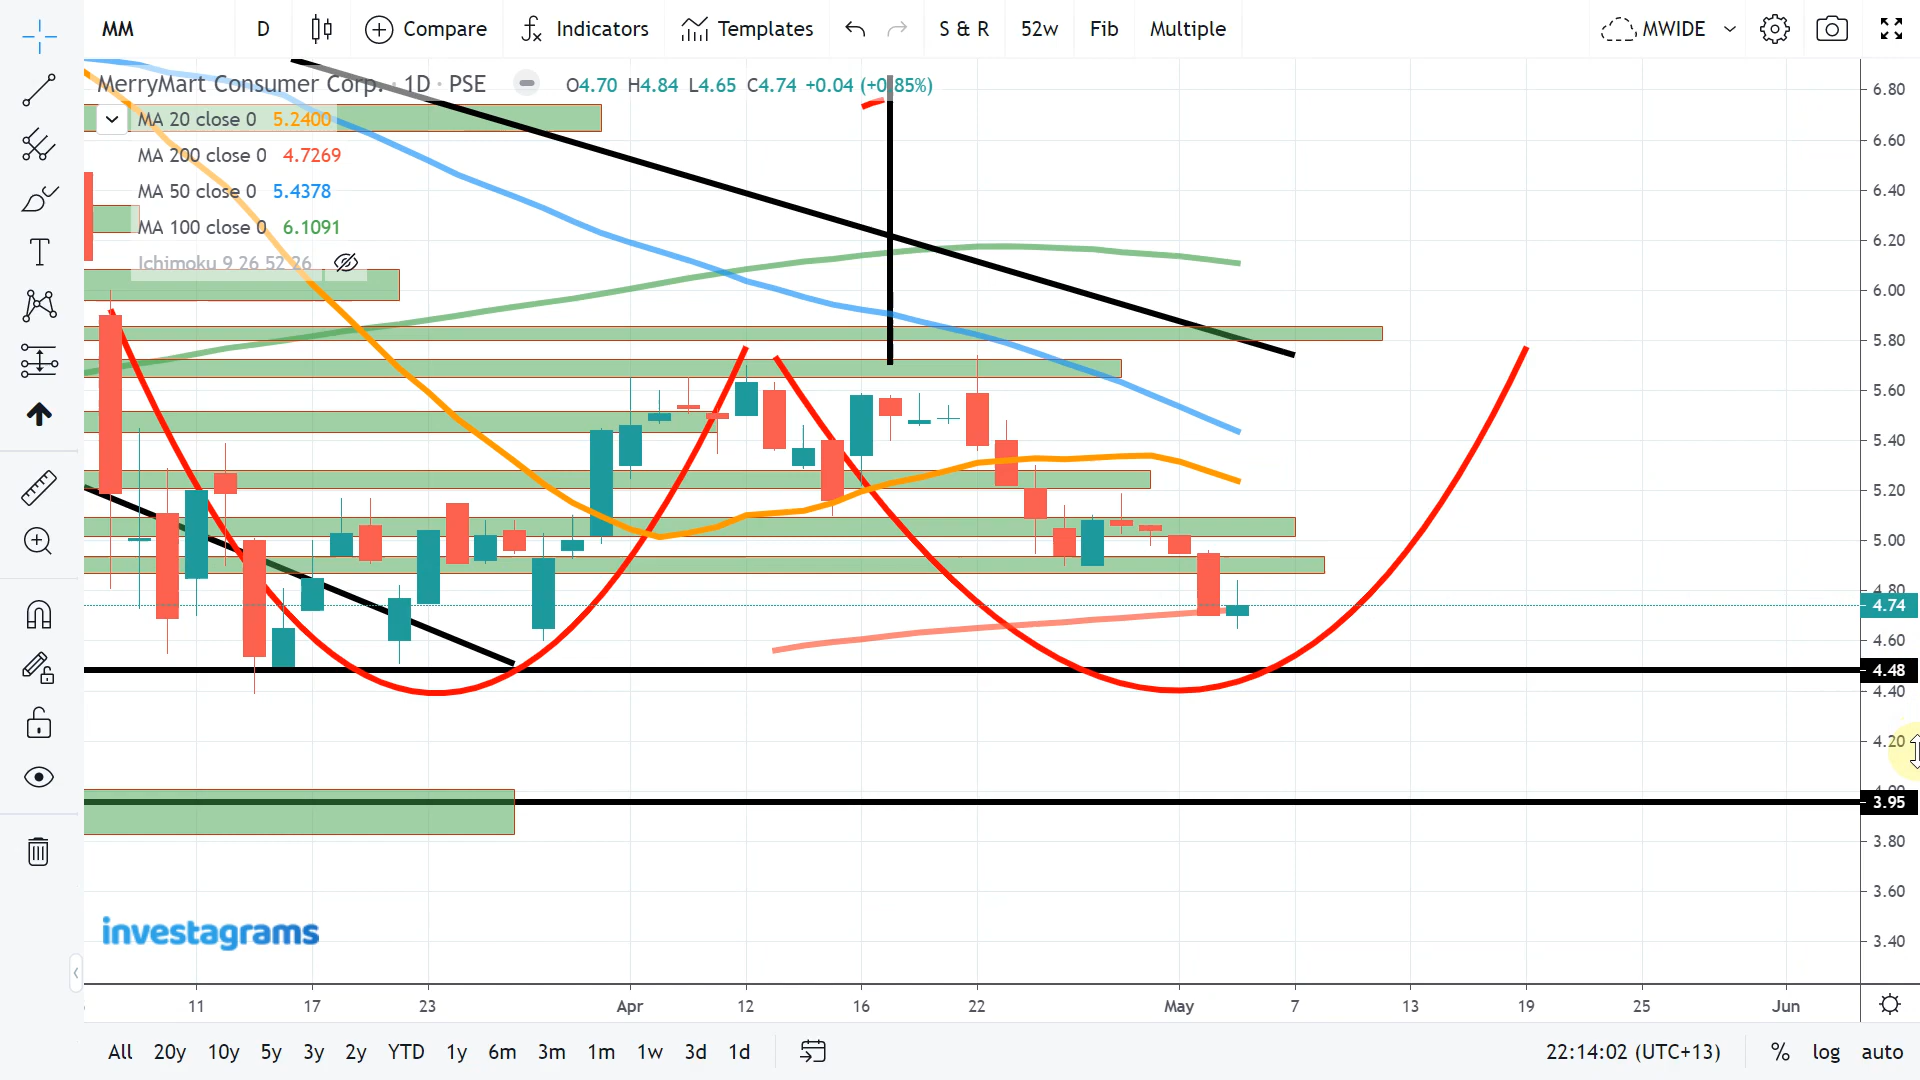 MM D Compare Indicators Templates S & R 52w Fib Multiple MWIDE
MerryMart Consumer Corp. · 1D · PSE O4.70 H4.84 L4.65 C4.74 +0.04 (+0.85%)
MA 20 close 0 5.2400
MA 200 close 0 4.7269
MA 50 close 0 5.4378
MA 100 close 0 6.1091
Ichimoku 9 26 52 26
6.80
6.60
6.40
6.20
6.00
5.80
5.60
5.40
5.20
5.00
4.80
4.74
4.60
4.48
4.40
4.20
4.00
3.95
3.80
3.60
3.40
investagrams
11 17 23 Apr 12 16 22 May 7 13 19 25 Jun
All 20y 10y 5y 3y 2y YTD 1y 6m 3m 1m 1w 3d 1d 22:14:02 (UTC+13) % log auto